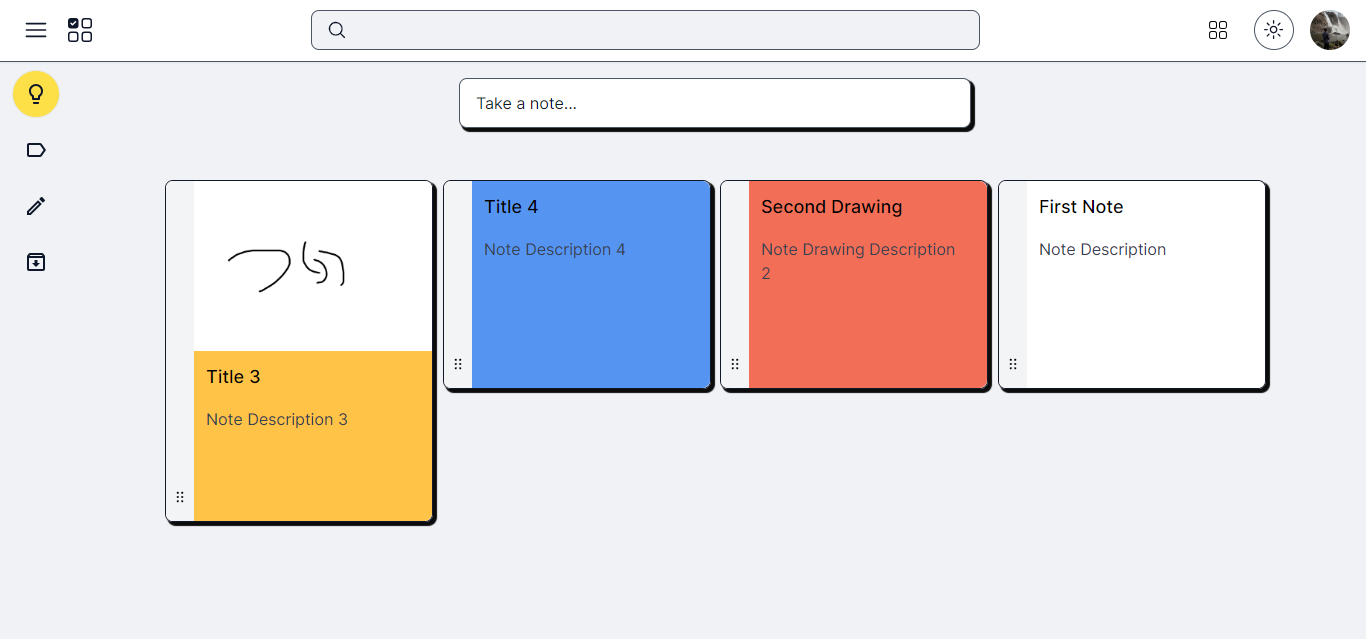 Take a note...
Title 3
Note Description 3
Title 4
Note Description 4
Second Drawing
Note Drawing Description
2
First Note
Note Description